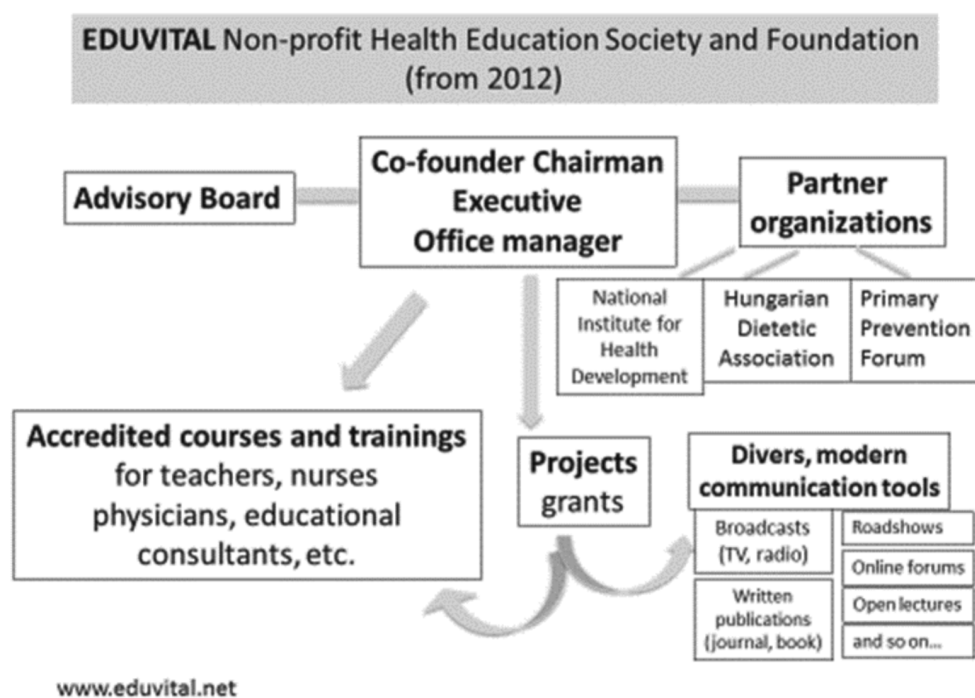 EDUVITAL Non-profit Health Education Society and Foundation
(from 2012)
Advisory Board
Co-founder Chairman
Executive
Office manager
Partner
organizations
National
Institute for
Health
Development
Hungarian
Dietetic
Association
Primary
Prevention
Forum
Accredited courses and trainings
for teachers, nurses
physicians, educational
consultants, etc.
Projects
grants
Divers, modern
communication tools
Broadcasts
(TV, radio)
Written
publications
(journal, book)
Roadshows
Online forums
Open lectures
and so on...
www.eduvital.net